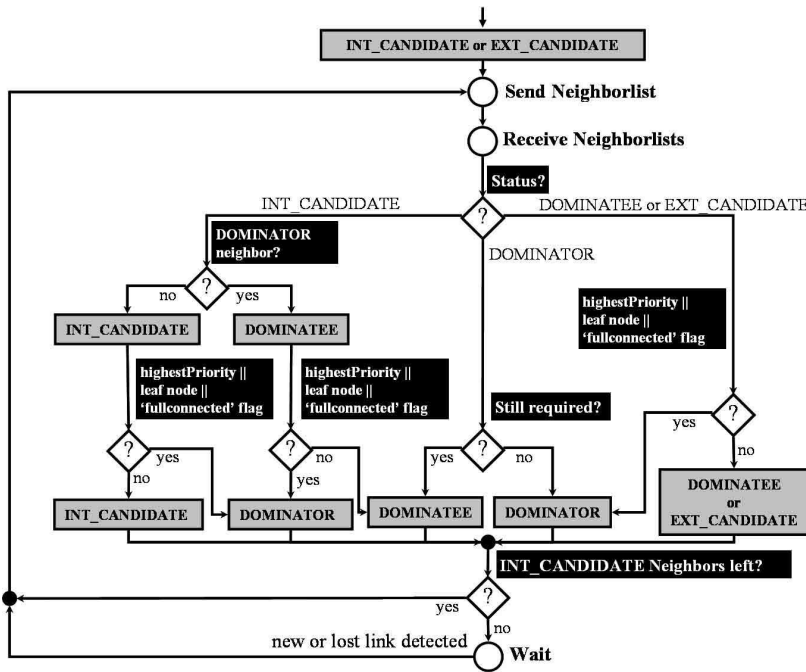 INT_CANDIDATE or EXT_CANDIDATE
Send Neighborlist
Receive Neighborlists
Status?
?
INT_CANDIDATE
DOMINATEE or EXT_CANDIDATE
DOMINATOR
DOMINATOR
neighbor?
?
no
yes
INT_CANDIDATE
DOMINATEE
highestPriority ||
leaf node ||
‘fullconnected’ flag
highestPriority ||
leaf node ||
‘fullconnected’ flag
highestPriority ||
leaf node ||
‘fullconnected’ flag
Still required?
?
yes
no
?
no
yes
?
yes
no
?
yes
no
INT_CANDIDATE
DOMINATOR
DOMINATEE
DOMINATOR
DOMINATEE
or
EXT_CANDIDATE
INT_CANDIDATE Neighbors left?
?
yes
no
new or lost link detected
Wait